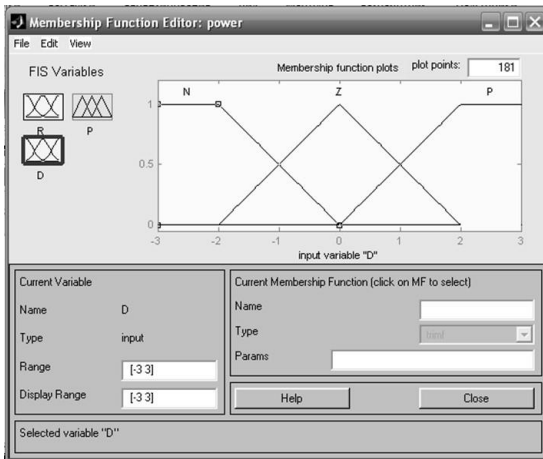 Membership Function Editor: power
File Edit View
FIS Variables
R
P
D
Membership function plots
plot points:
181
N
Z
P
1
0.5
0
-3
-2
-1
0
1
2
3
input variable "D"
Current Variable
Name D
Type input
Range [-3 3]
Display Range [-3 3]
Current Membership Function (click on MF to select)
Name
Type
Params
Help
Close
Selected variable "D"